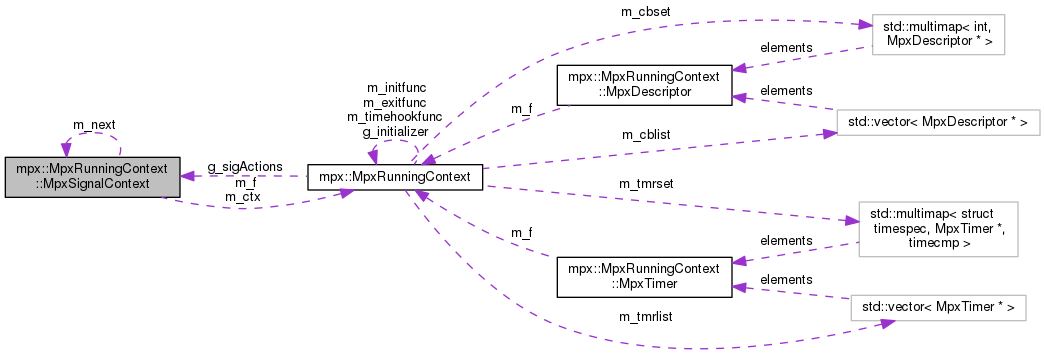 m_cbset
std::multimap< int,
MpxDescriptor * >
elements
mpx::MpxRunningContext
::MpxDescriptor
m_initfunc
m_exitfunc
m_timehookfunc
g_initializer
m_f
elements
std::vector< MpxDescriptor * >
m_next
m_cblist
mpx::MpxRunningContext
::MpxSignalContext
g_sigActions
m_f
m_ctx
mpx::MpxRunningContext
m_tmrset
std::multimap< struct
timespec, MpxTimer *,
timecmp >
m_f
elements
mpx::MpxRunningContext
::MpxTimer
elements
std::vector< MpxTimer * >
m_tmrlist